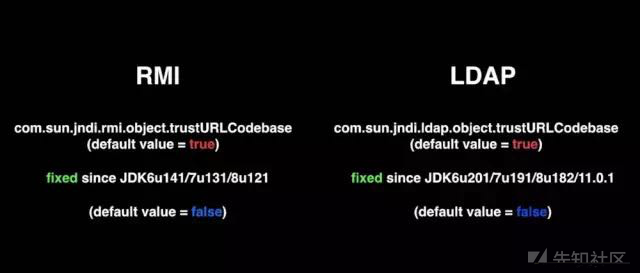 RMI
com.sun.jndi.rmi.object.trustURLCodebase
(default value = true)
fixed since JDK6u141/7u131/8u121
(default value = false)
LDAP
com.sun.jndi.ldap.object.trustURLCodebase
(default value = true)
fixed since JDK6u201/7u191/8u182/11.0.1
(default value = false)
先知社区